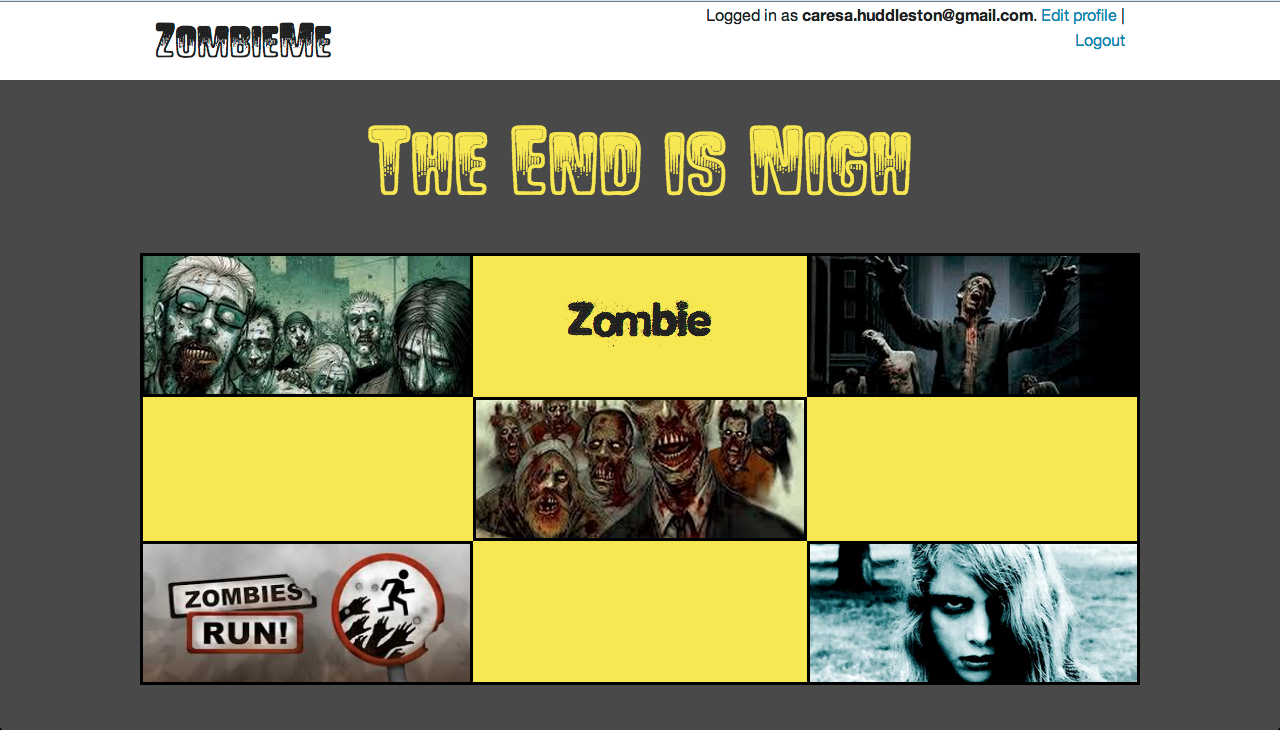 ZombieMe
Logged in as caresa.huddleston@gmail.com. Edit profile |
Logout
The End is Nigh
Zombie
ZOMBIES
RUN!